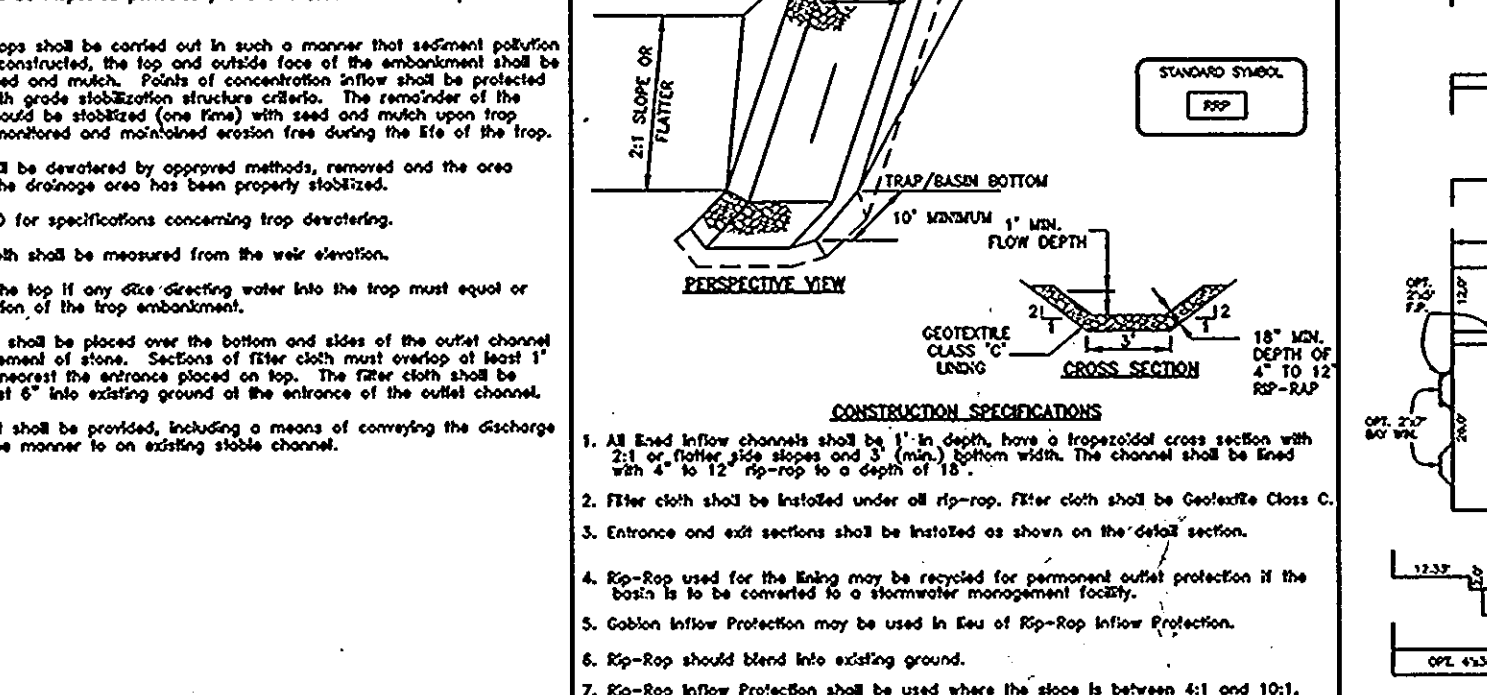 ops shall be carried out in such a manner that sediment pollution
constructed, the top and outside face of the embankment shall be
ed and mulch. Points of concentration inflow shall be protected
th grade stabilization structure criteria. The remainder of the
ould be stabilized (one time) with seed and mulch upon trap
monitored and maintained erosion free during the life of the trap.
ll be dewatered by approved methods, removed and the area
he drainage area has been properly stabilized.
D for specifications concerning trap dewatering.
oth shall be measured from the weir elevation.
he top if any dike directing water into the trap must equal or
ion of the trap embankment.
shall be placed over the bottom and sides of the outlet channel
ement of stone. Sections of filter cloth must overlap at least 1'
nearest the entrance placed on top. The filter cloth shall be
st 6" into existing ground at the entrance of the outlet channel.
t shall be provided, including a means of conveying the discharge
e manner to an existing stable channel.
2:1 SLOPE OR
FLATTER
STANDARD SYMBOL
RRP
TRAP/BASIN BOTTOM
10" MINIMUM
1' MIN.
FLOW DEPTH
PERSPECTIVE VIEW
2
1
2
1
3'
GEOTEXTILE
CLASS "C"
LINING
CROSS SECTION
18" MIN.
DEPTH OF
4" TO 12"
RIP-RAP
CONSTRUCTION SPECIFICATIONS
1. All lined inflow channels shall be 1' in depth, have a trapezoidal cross section with
2:1 or flatter side slopes and 3' (min.) bottom width. The channel shall be lined
with 4" to 12" rip-rap to a depth of 18".
2. Filter cloth shall be installed under all rip-rap. Filter cloth shall be Geotextile Class C.
3. Entrance and exit sections shall be installed as shown on the detail section.
4. Rip-Rap used for the lining may be recycled for permanent outlet protection if the
basin is to be converted to a stormwater management facility.
5. Gabion Inflow Protection may be used in lieu of Rip-Rap Inflow Protection.
6. Rip-Rap should blend into existing ground.
7. Rip-Rap Inflow Protection shall be used where the slope is between 4:1 and 10:1.
OPT.
F.P.
12.0'
OPT. 2'x7'
BAY WIN.
26.0'
12.33'